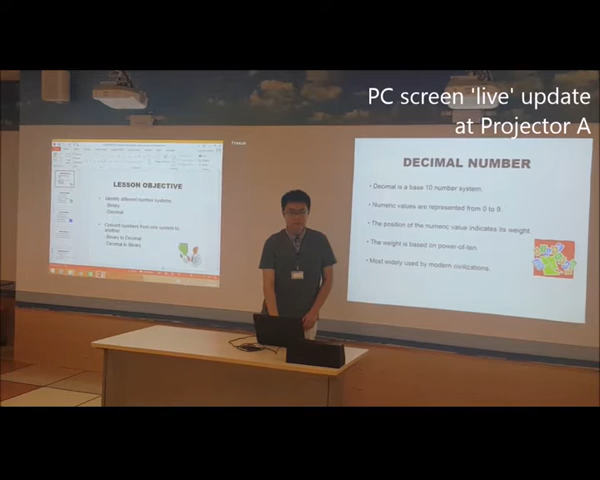 PC screen 'live' update
at Projector A
Freeze
LESSON OBJECTIVE
Identify different number systems
Binary
Decimal
Convert numbers from one system to
another
Binary to Decimal
Decimal to Binary
DECIMAL NUMBER
• Decimal is a base 10 number system.
• Numeric values are represented from 0 to 9.
• The position of the numeric value indicates its weight.
• The weight is based on power-of-ten.
• Most widely used by modern civilizations.